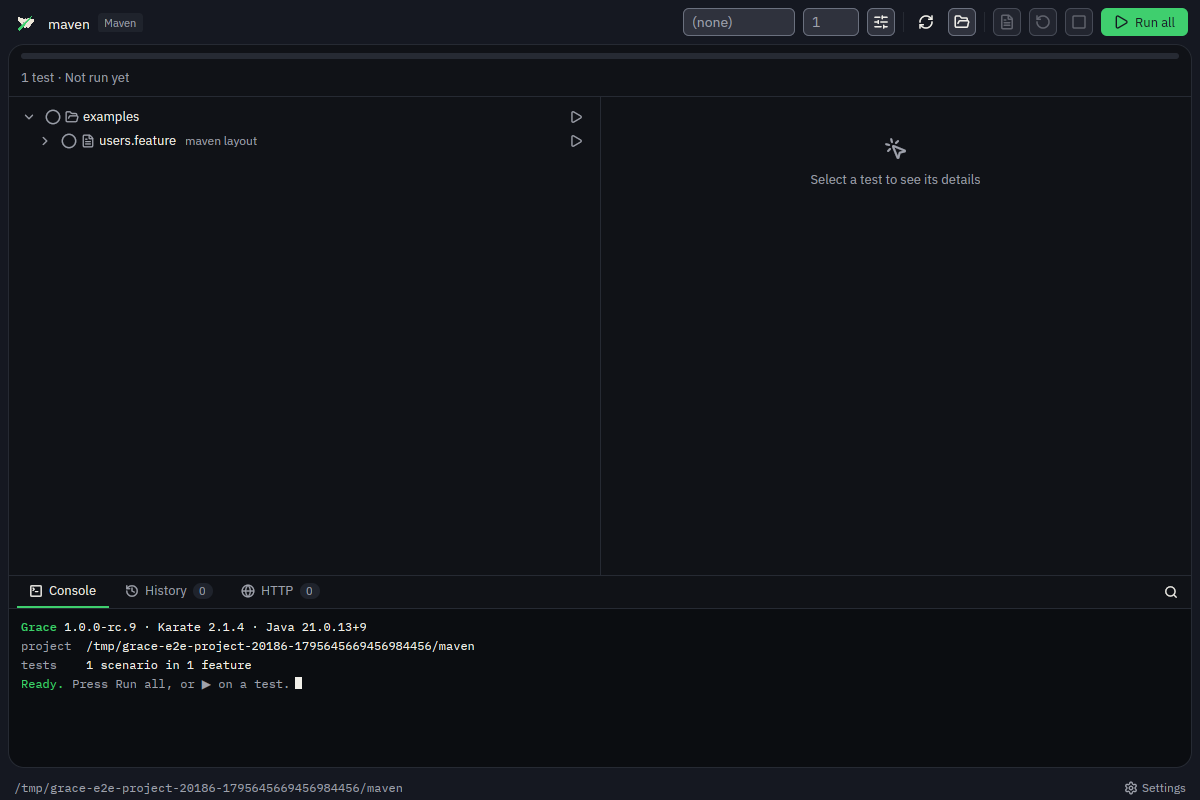 maven Maven (none) 1 Run all
1 test · Not run yet
examples
users.feature maven layout
Select a test to see its details
Console History 0 HTTP 0
Grace 1.0.0-rc.9 · Karate 2.1.4 · Java 21.0.13+9
project /tmp/grace-e2e-project-20186-1795645669456984456/maven
tests 1 scenario in 1 feature
Ready. Press Run all, or ▶ on a test.
/tmp/grace-e2e-project-20186-1795645669456984456/maven Settings